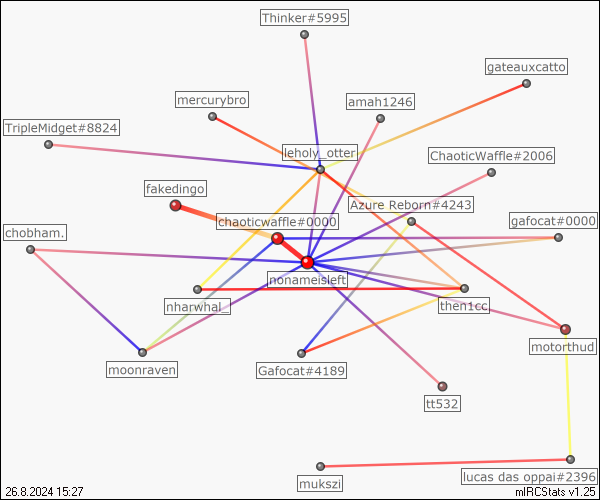 Thinker#5995
gateauxcatto
mercurybro
amah1246
TripleMidget#8824
leholy_otter
ChaoticWaffle#2006
fakedingo
Azure Reborn#4243
chaoticwaffle#0000
gafocat#0000
chobham.
nonameisleft
nharwhal_
then1cc
motorthud
moonraven
Gafocat#4189
tt532
lucas das oppai#2396
mukszi
26.8.2024 15:27
mIRCStats v1.25